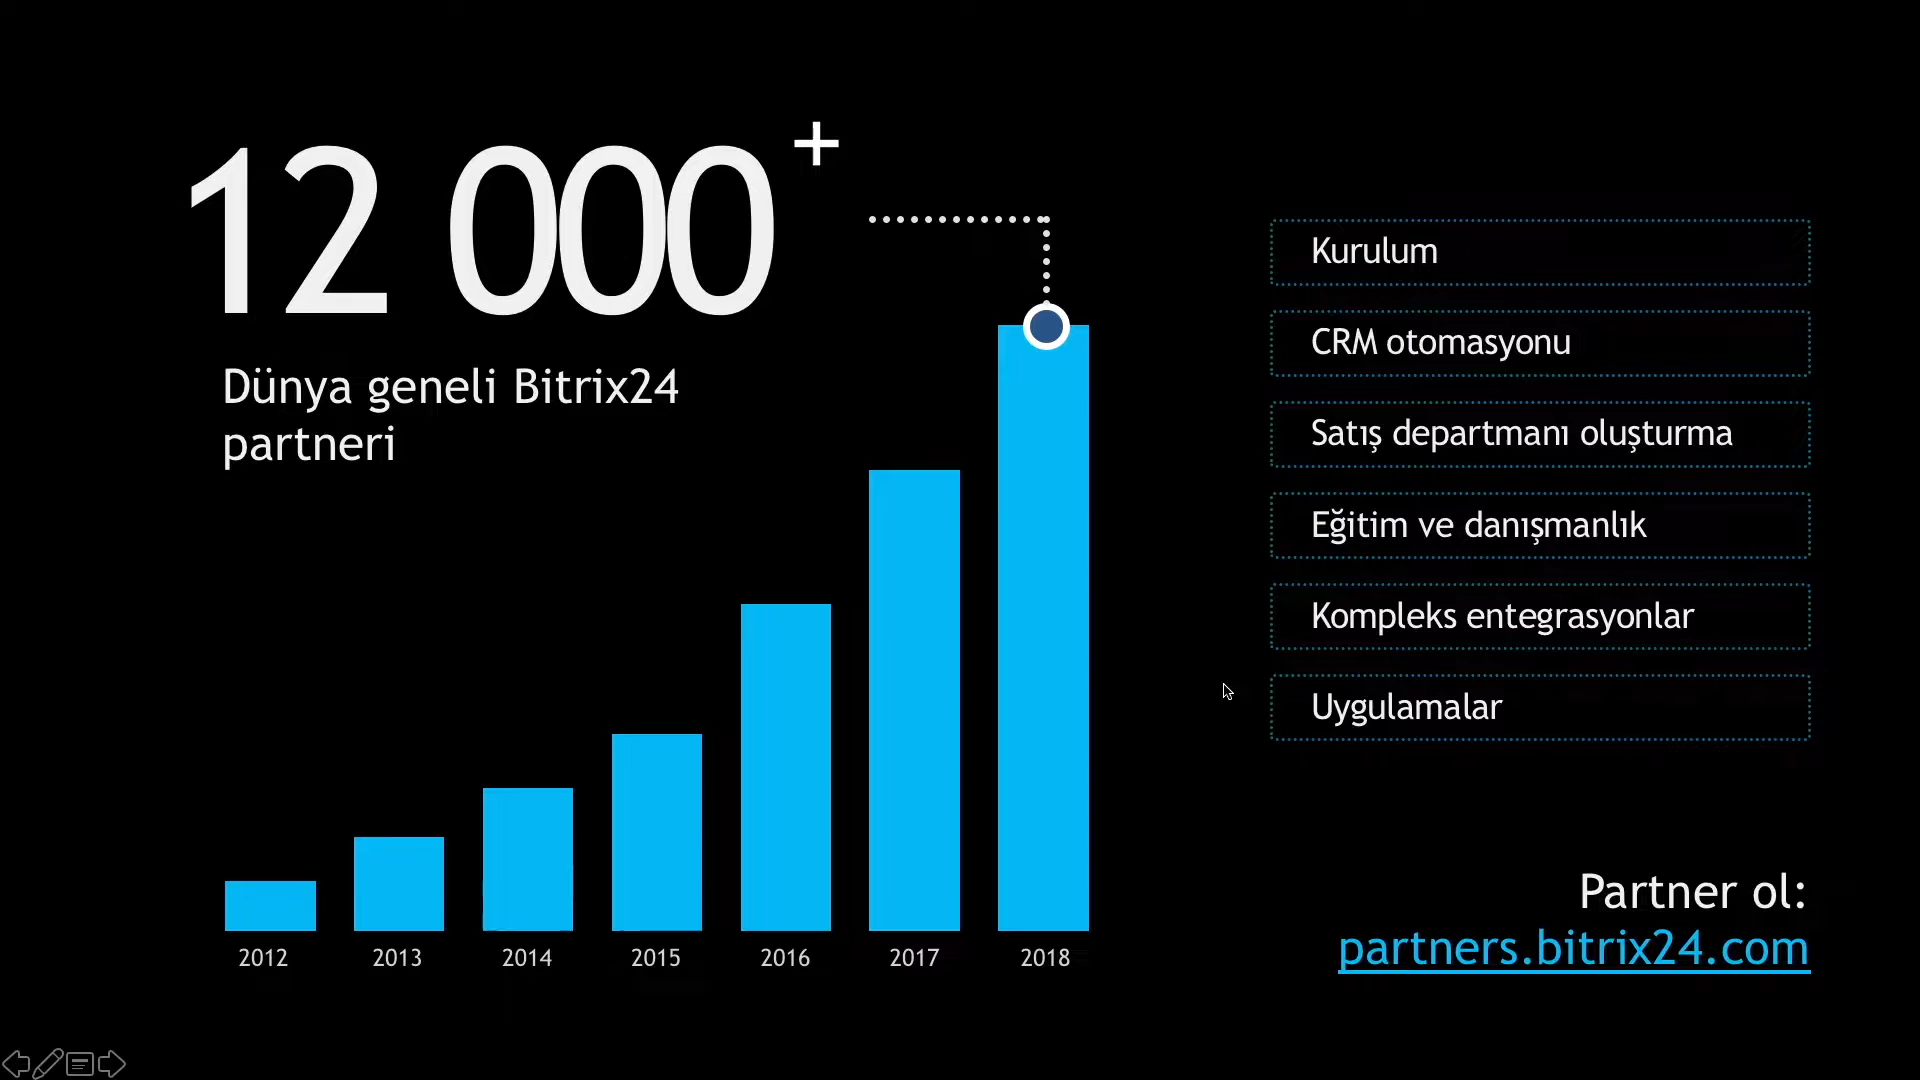 12 000+
Dünya geneli Bitrix24
partneri
2012
2013
2014
2015
2016
2017
2018
Kurulum
CRM otomasyonu
Satış departmanı oluşturma
Eğitim ve danışmanlık
Kompleks entegrasyonlar
Uygulamalar
Partner ol:
partners.bitrix24.com